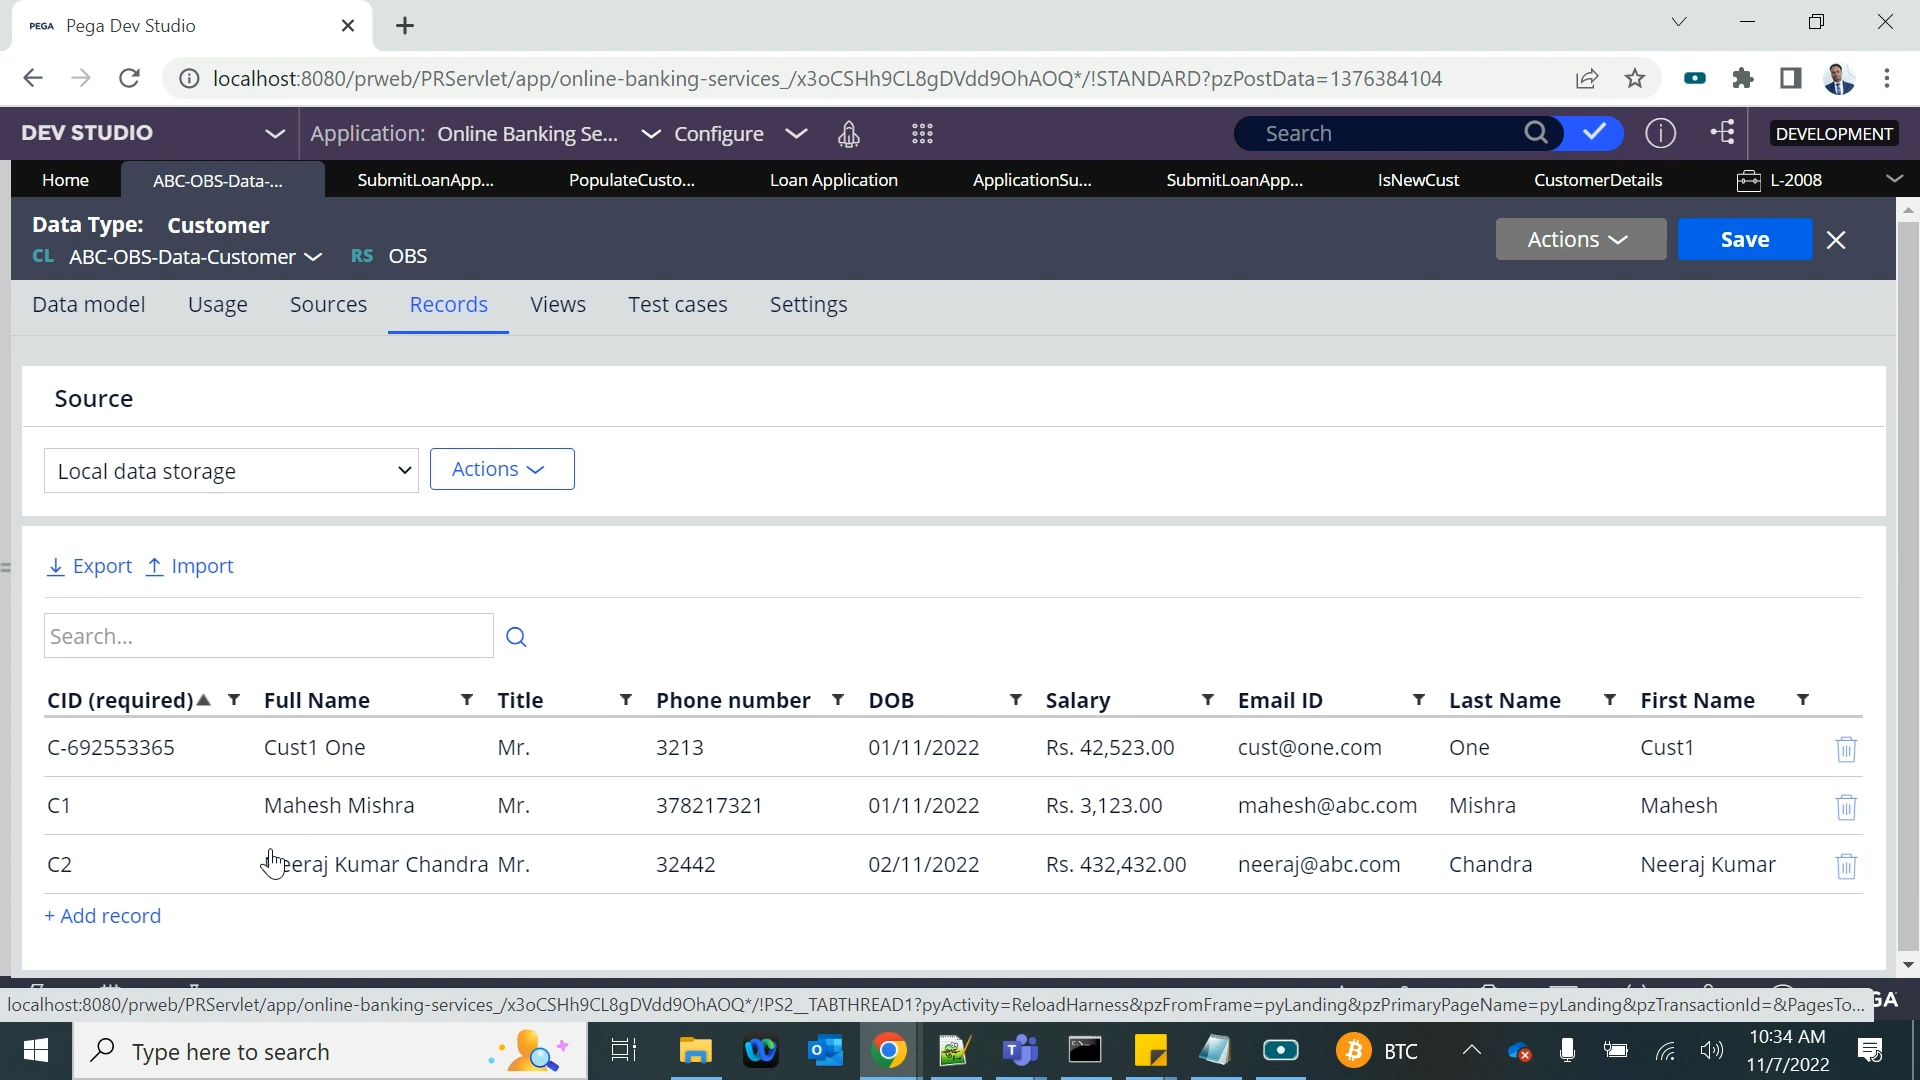 PEGA Pega Dev Studio
localhost:8080/prweb/PRServlet/app/online-banking-services_/x3oCSHh9CL8gDVdd9OhAOQ*/!STANDARD?pzPostData=1376384104
DEV STUDIO Application: Online Banking Se... Configure Search DEVELOPMENT
Home ABC-OBS-Data-... SubmitLoanApp... PopulateCusto... Loan Application ApplicationSu... SubmitLoanApp... IsNewCust CustomerDetails L-2008
Data Type: Customer
CL ABC-OBS-Data-Customer RS OBS
Actions Save
Data model Usage Sources Records Views Test cases Settings
Source
Local data storage Actions
Export Import
Search...
CID (required) Full Name Title Phone number DOB Salary Email ID Last Name First Name
C-692553365 Cust1 One Mr. 3213 01/11/2022 Rs. 42,523.00 cust@one.com One Cust1
C1 Mahesh Mishra Mr. 378217321 01/11/2022 Rs. 3,123.00 mahesh@abc.com Mishra Mahesh
C2 Neeraj Kumar Chandra Mr. 32442 02/11/2022 Rs. 432,432.00 neeraj@abc.com Chandra Neeraj Kumar
+ Add record
localhost:8080/prweb/PRServlet/app/online-banking-services_/x3oCSHh9CL8gDVdd9OhAOQ*/!PS2__TABTHREAD1?pyActivity=ReloadHarness&pzFromFrame=pyLanding&pzPrimaryPageName=pyLanding&pzTransactionId=&PagesTo...
Type here to search BTC 10:34 AM
11/7/2022